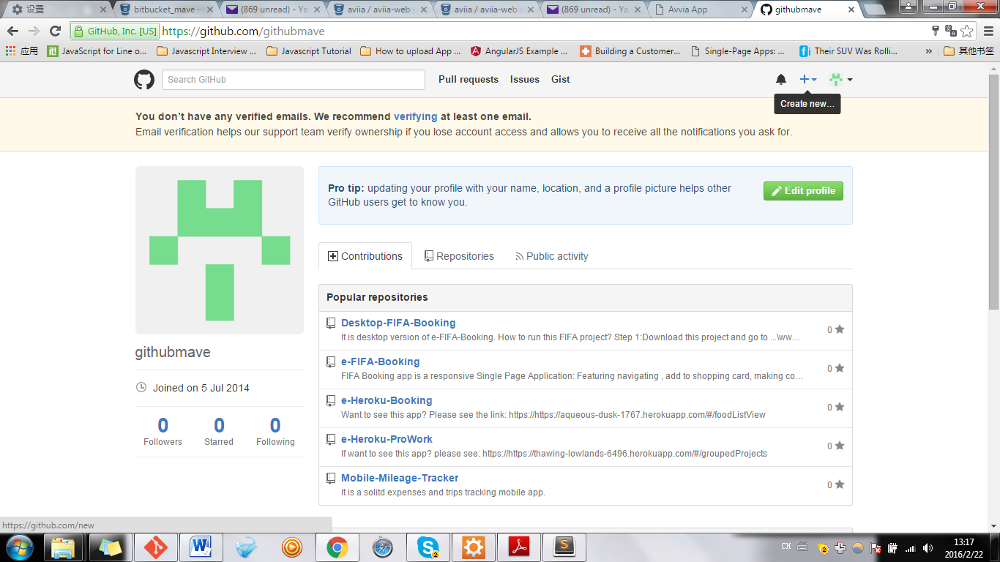 设置
bitbucket_mave -
(869 unread) - Ya
aviia / aviia-web -
aviia / aviia-web -
(869 unread) - Ya
Avvia App
githubmave
GitHub, Inc. [US] https://github.com/githubmave
应用
it!
JavaScript for Line o...
Javascript Interview ...
Javascript Tutorial
How to upload App ...
AngularJS Example ...
Building a Customer...
Single-Page Apps: ...
Their SUV Was Rolli...
»
其他书签
Search GitHub
Pull requests
Issues
Gist
Create new…
You don’t have any verified emails. We recommend verifying at least one email.
Email verification helps our support team verify ownership if you lose account access and allows you to receive all the notifications you ask for.
Pro tip: updating your profile with your name, location, and a profile picture helps other
GitHub users get to know you.
Edit profile
githubmave
Joined on 5 Jul 2014
0
Followers
0
Starred
0
Following
Contributions
Repositories
Public activity
Popular repositories
Desktop-FIFA-Booking
It is desktop version of e-FIFA-Booking. How to run this FIFA project? Step 1:Download this project and go to ...\ww…
0
e-FIFA-Booking
FIFA Booking app is a responsive Single Page Application: Featuring navigating , add to shopping card, making co…
0
e-Heroku-Booking
Want to see this app? Please see the link: https://https://aqueous-dusk-1767.herokuapp.com/#/foodListView
0
e-Heroku-ProWork
If want to see this app? please see: https://https://thawing-lowlands-6496.herokuapp.com/#/groupedProjects
0
Mobile-Mileage-Tracker
It is a solitd expenses and trips tracking mobile app.
0
https://github.com/new
W
S
2
S
CH
2
13:17
2016/2/22